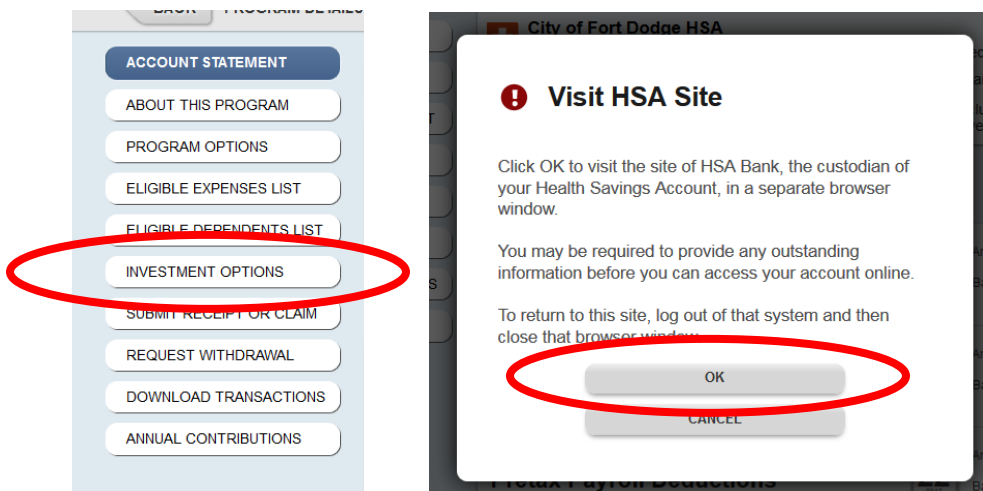 BACK PROGRAM DETAILS
ACCOUNT STATEMENT
ABOUT THIS PROGRAM
PROGRAM OPTIONS
ELIGIBLE EXPENSES LIST
ELIGIBLE DEPENDENTS LIST
INVESTMENT OPTIONS
SUBMIT RECEIPT OR CLAIM
REQUEST WITHDRAWAL
DOWNLOAD TRANSACTIONS
ANNUAL CONTRIBUTIONS
City of Fort Dodge HSA
Visit HSA Site
Click OK to visit the site of HSA Bank, the custodian of
your Health Savings Account, in a separate browser
window.
You may be required to provide any outstanding
information before you can access your account online.
To return to this site, log out of that system and then
close that browser window.
OK
CANCEL
Pretax Payroll Deductions